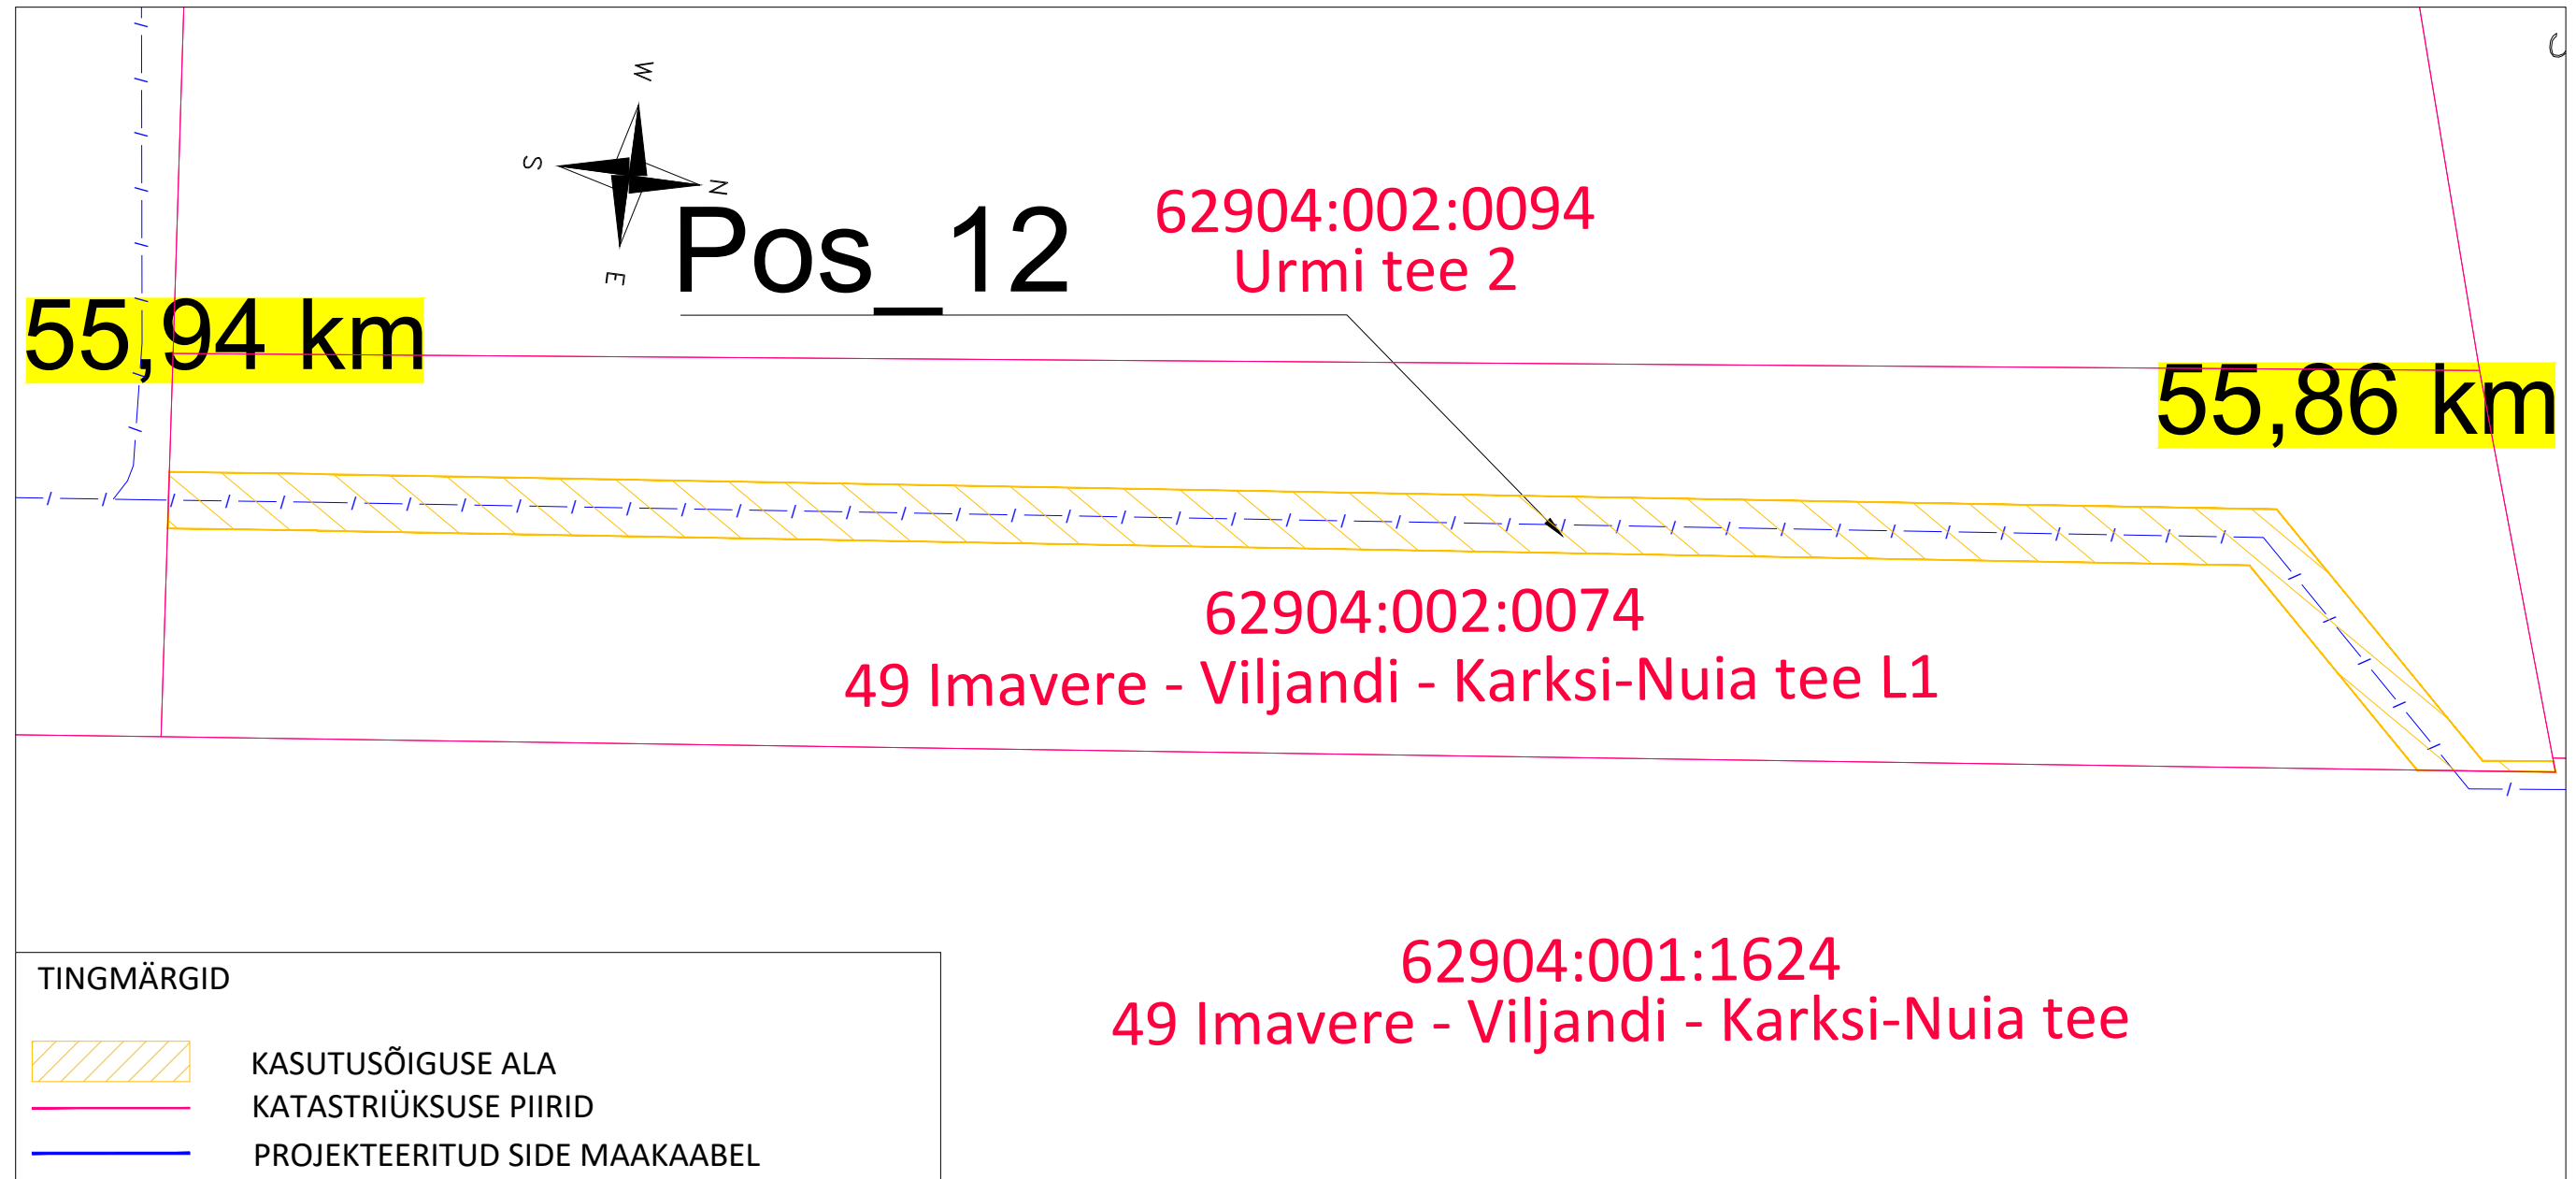 W
S
N
E
Pos_12
62904:002:0094
Urmi tee 2
55,94 km
55,86 km
62904:002:0074
49 Imavere - Viljandi - Karksi-Nuia tee L1
62904:001:1624
49 Imavere - Viljandi - Karksi-Nuia tee
TINGMÄRGID
KASUTUSÕIGUSE ALA
KATASTRIÜKSUSE PIIRID
PROJEKTEERITUD SIDE MAAKAABEL